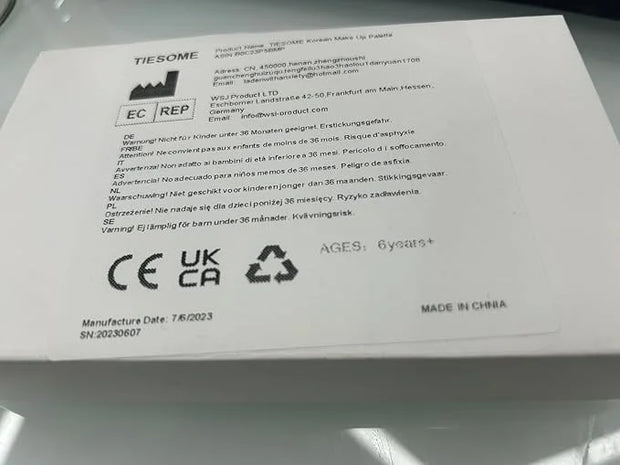 TIESOME
Product Name: TIESOME Korean Make Up Palette
ASIN:
Adress: CN, 450000,henan,zhengzhoushi
Email:
EC REP
WSJ Product LTD
Eschborner Landstraße 42-50,Frankfurt am Main,Hessen,
Germany
Email: info@wsj-product.com
DE
Warnung! Nicht für Kinder unter 36 Monaten geeignet. Erstickungsgefahr.
FR/BE
Attention! Ne convient pas aux enfants de moins de 36 mois. Risque d'asphyxie
IT
Avvertenza! Non adatto ai bambini di età inferiore a 36 mesi. Pericolo d i soffocamento.
ES
Advertencia! No adecuado para niños memos de 36 meses. Peligro de asfixia
NL
Waarschuwing! Niet geschikt voor kinderen jonger dan 36 maanden. Stikkingsgevaar.
PL
Ostrzeżenie! Nie nadaje się dla dzieci poniżej 36 miesięcy. Ryzyko zadławienia.
SE
Varning! Ej lämplig för barn under 36 månader. Kvävningsrisk.
CE UK CA
AGES: 6years+
Manufacture Date: 7/6/2023
SN:20230607
MADE IN CHNIA